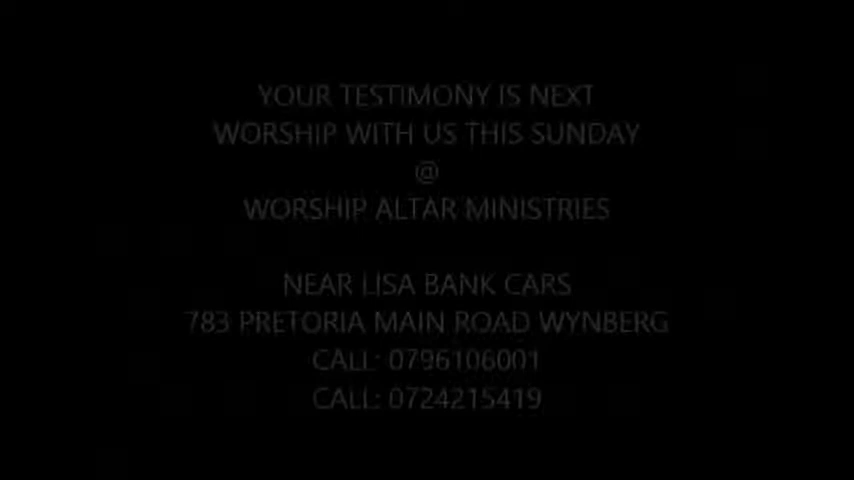 YOUR TESTIMONY IS NEXT
WORSHIP WITH US THIS SUNDAY
@
WORSHIP ALTAR MINISTRIES
NEAR LISA BANK CARS
783 PRETORIA MAIN ROAD WYNBERG
CALL: 0796106001
CALL: 0724215419